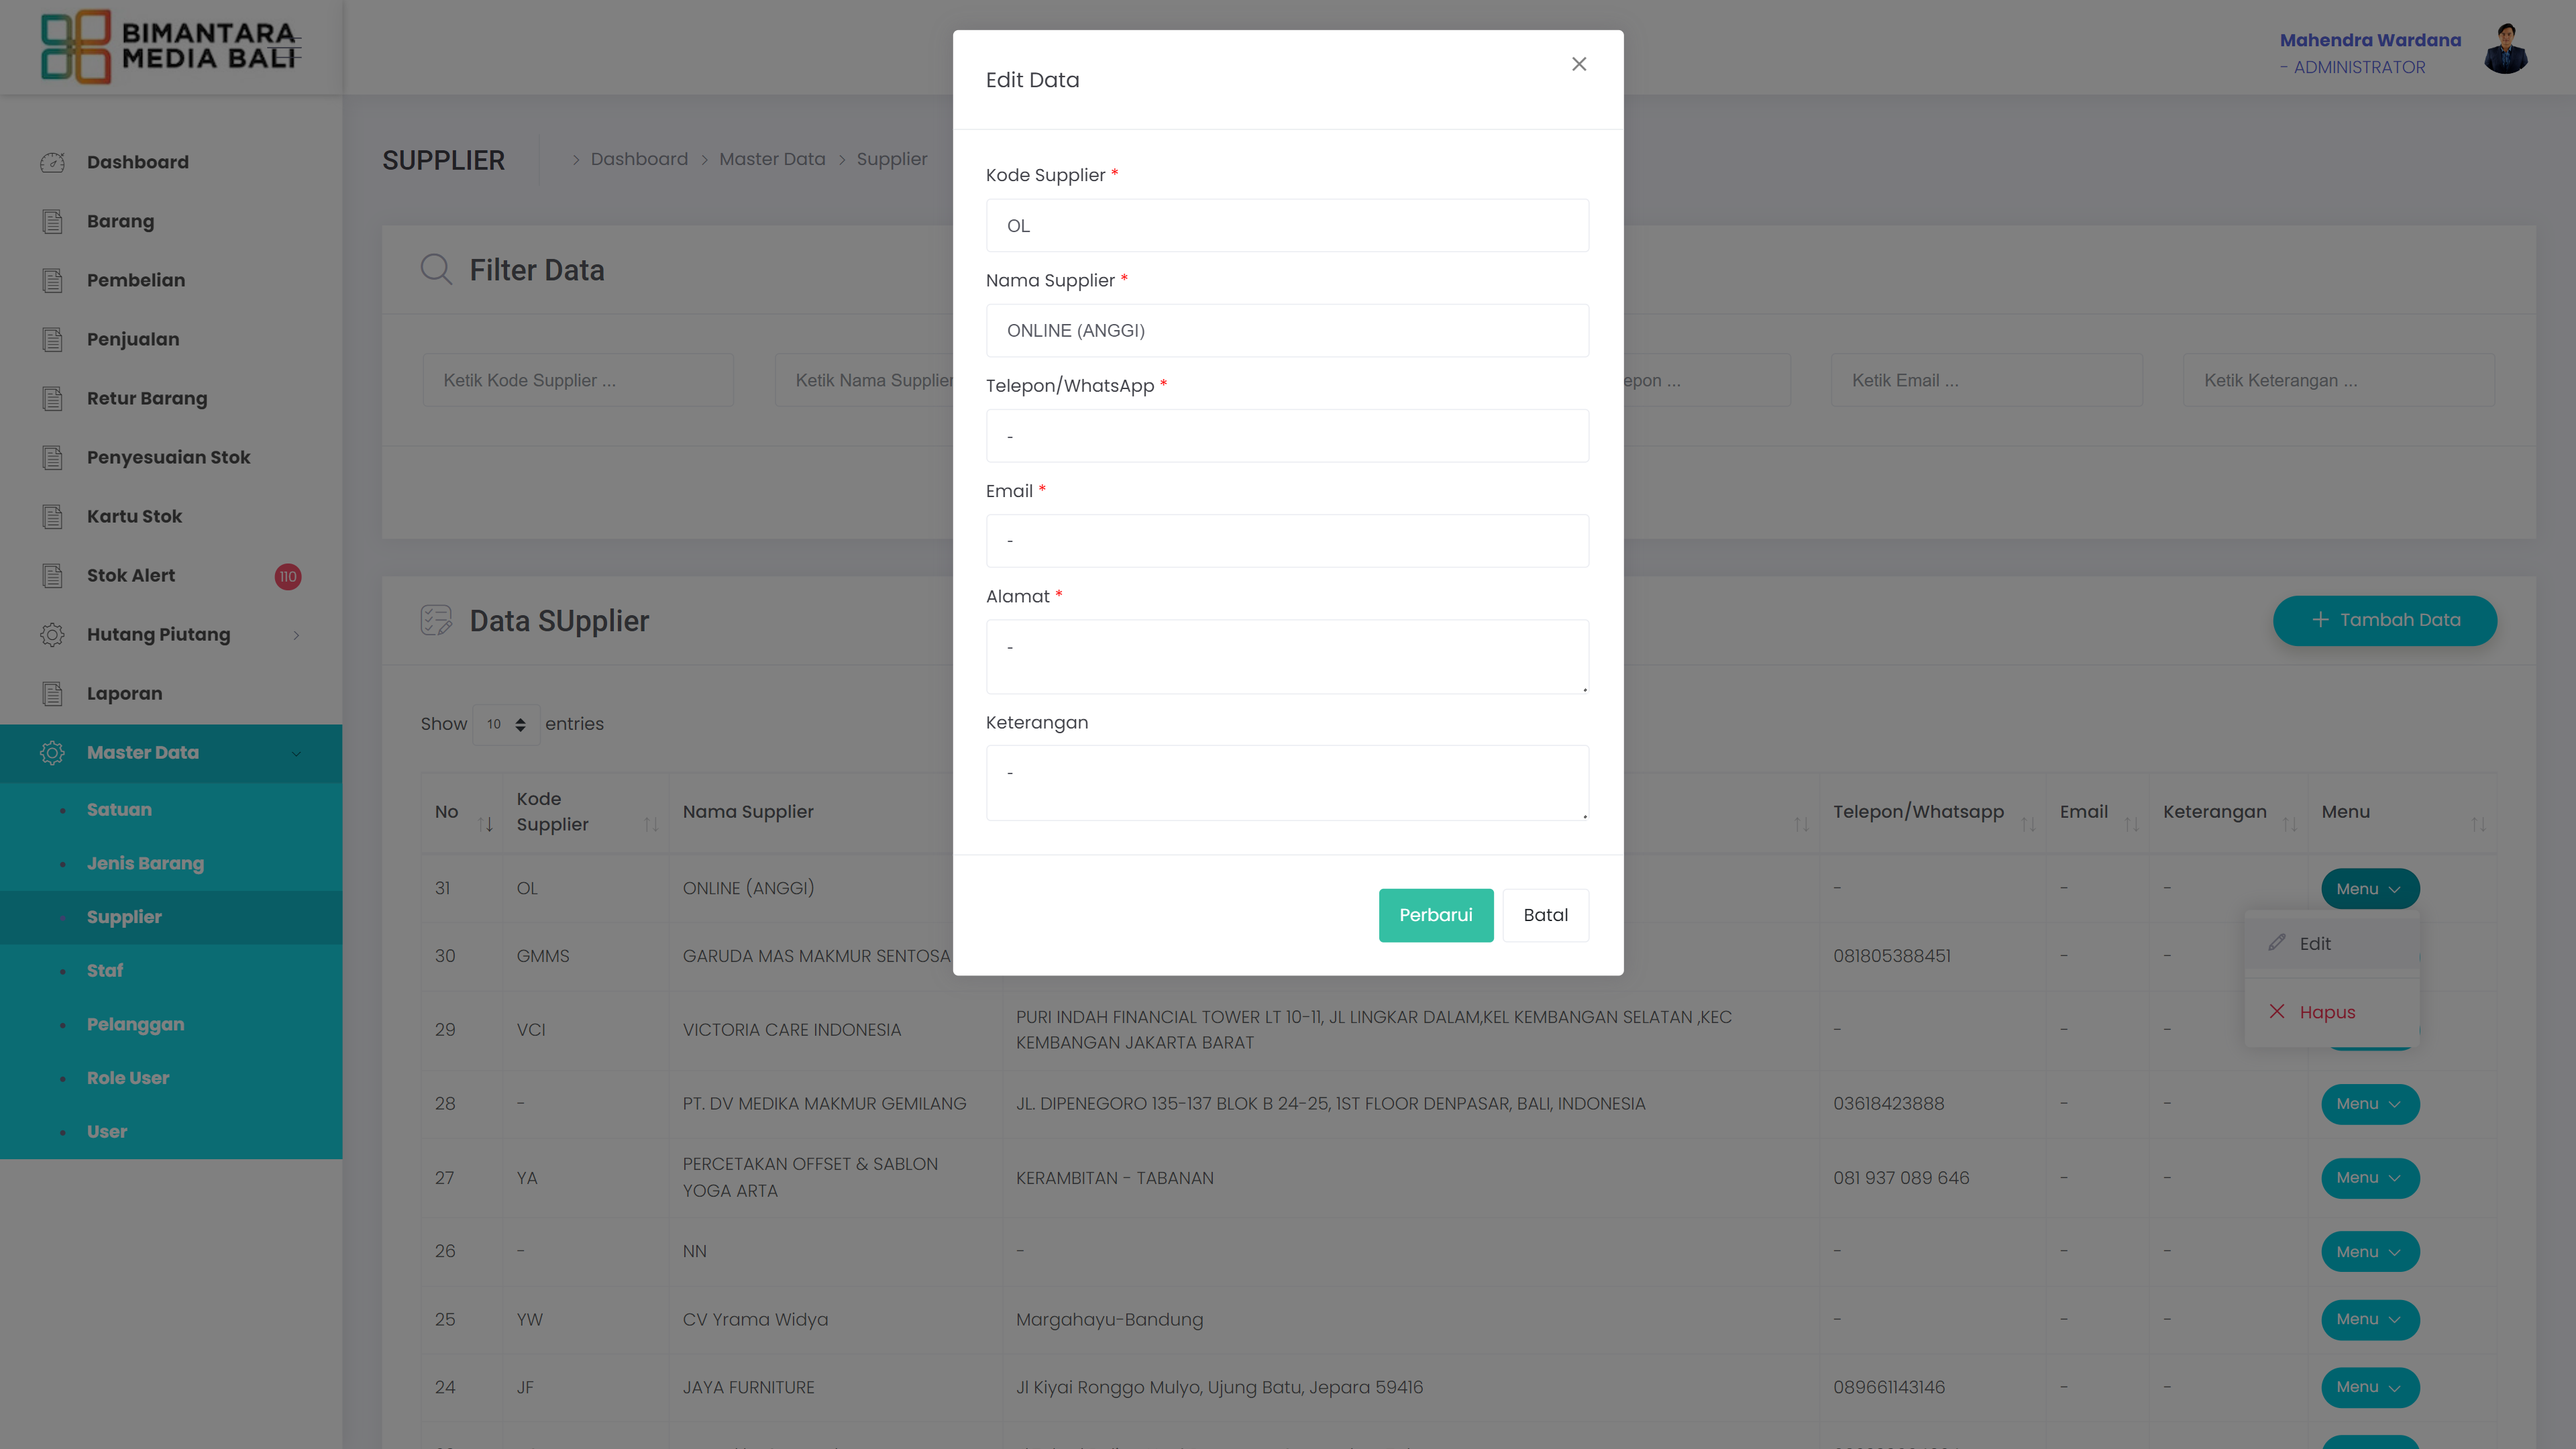 BIMANTARA
MEDIA BALI
Mahendra Wardana
- ADMINISTRATOR
Dashboard
Barang
Pembelian
Penjualan
Retur Barang
Penyesuaian Stok
Kartu Stok
Stok Alert 110
Hutang Piutang
Laporan
Master Data
Satuan
Jenis Barang
Supplier
Staf
Pelanggan
Role User
User
SUPPLIER > Dashboard > Master Data > Supplier
Filter Data
Ketik Kode Supplier ... Ketik Nama Supplier epon ... Ketik Email ... Ketik Keterangan ...
Data SUpplier
+ Tambah Data
Show 10 entries
No Kode Supplier Nama Supplier Telepon/Whatsapp Email Keterangan Menu
31 OL ONLINE (ANGGI) - - - Menu
30 GMMS GARUDA MAS MAKMUR SENTOSA 081805388451 - -
29 VCI VICTORIA CARE INDONESIA PURI INDAH FINANCIAL TOWER LT 10-11, JL LINGKAR DALAM,KEL KEMBANGAN SELATAN ,KEC
KEMBANGAN JAKARTA BARAT - - -
28 - PT. DV MEDIKA MAKMUR GEMILANG JL. DIPENEGORO 135-137 BLOK B 24-25, 1ST FLOOR DENPASAR, BALI, INDONESIA 03618423888 - - Menu
27 YA PERCETAKAN OFFSET & SABLON
YOGA ARTA KERAMBITAN - TABANAN 081 937 089 646 - - Menu
26 - NN - - - - Menu
25 YW CV Yrama Widya Margahayu-Bandung - - - Menu
24 JF JAYA FURNITURE Jl Kiyai Ronggo Mulyo, Ujung Batu, Jepara 59416 089661143146 - - Menu
Edit
Hapus
Edit Data
Kode Supplier *
OL
Nama Supplier *
ONLINE (ANGGI)
Telepon/WhatsApp *
-
Email *
-
Alamat *
-
Keterangan
-
Perbarui Batal